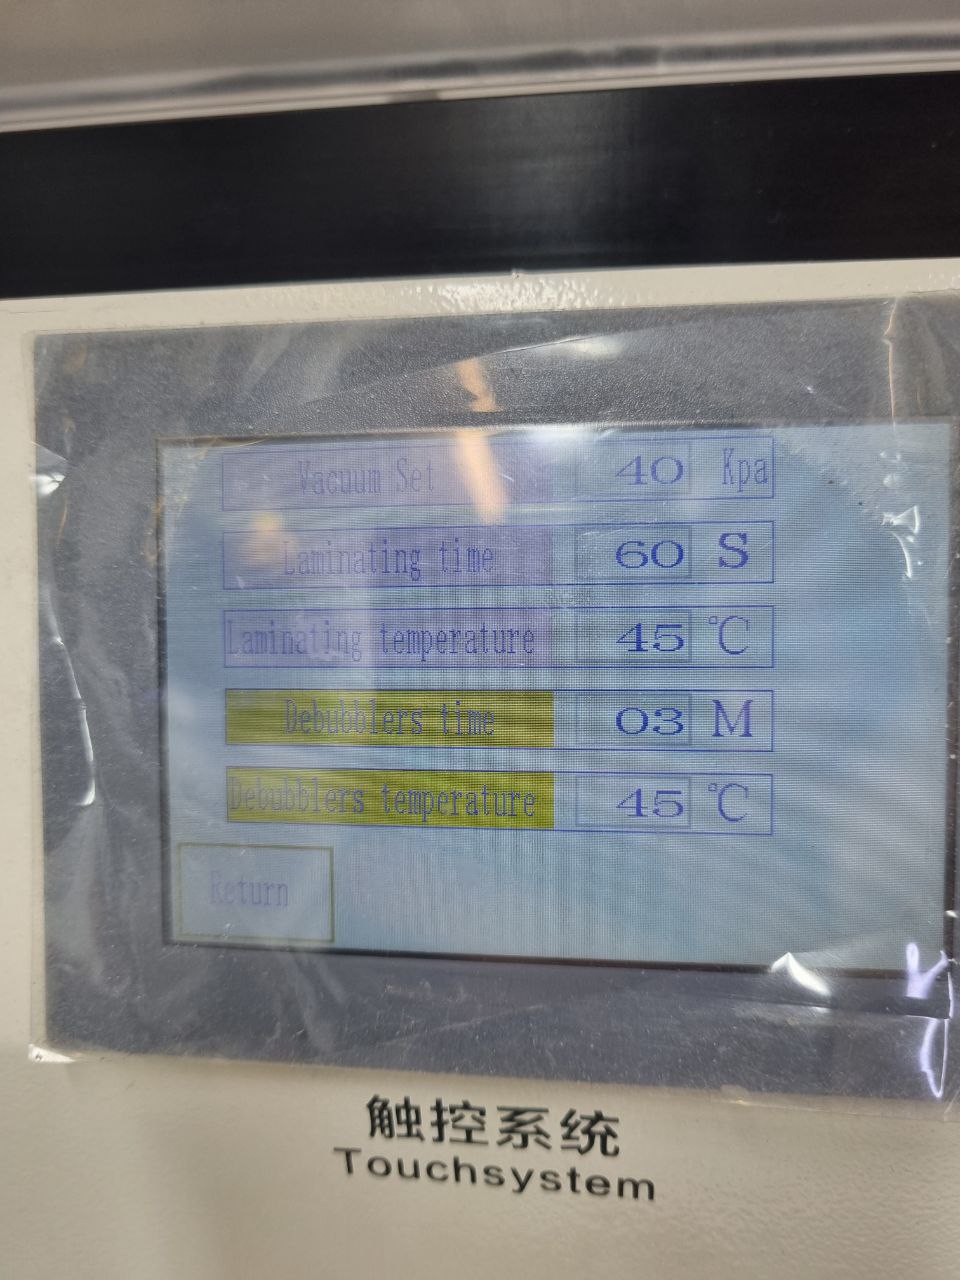 Vacuum Set 40 Kpa
Laminating time 60 S
Laminating temperature 45 ℃
Debubblers time 03 M
Debubblers temperature 45 ℃
Return
触控系统
Touchsystem